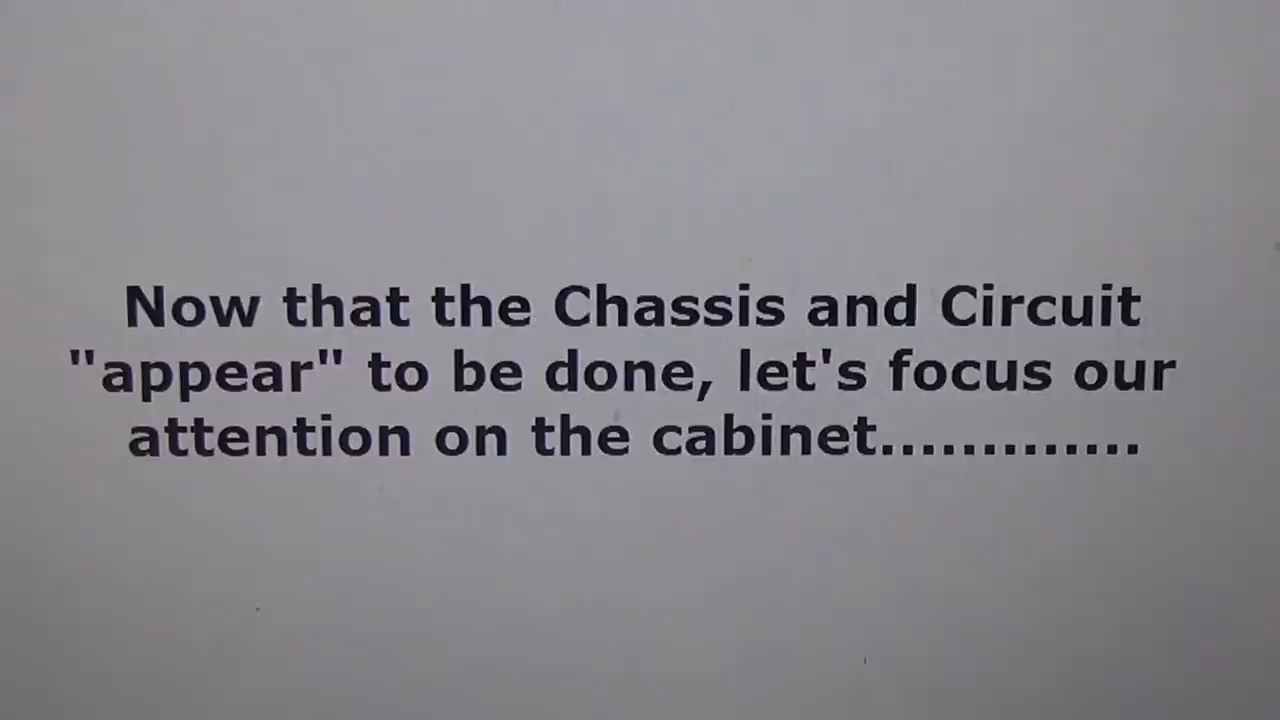 Now that the Chassis and Circuit
"appear" to be done, let's focus our
attention on the cabinet.............